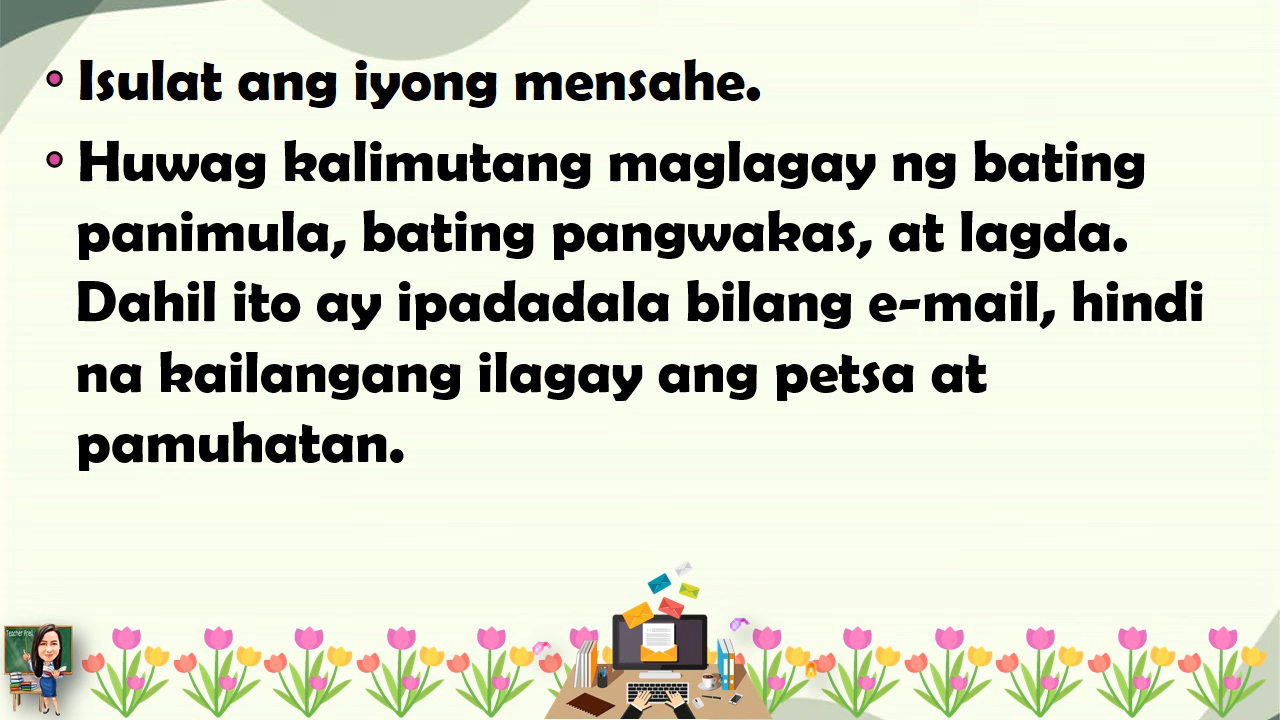 • Isulat ang iyong mensahe.
• Huwag kalimutang maglagay ng bating
panimula, bating pangwakas, at lagda.
Dahil ito ay ipadadala bilang e-mail, hindi
na kailangang ilagay ang petsa at
pamuhatan.